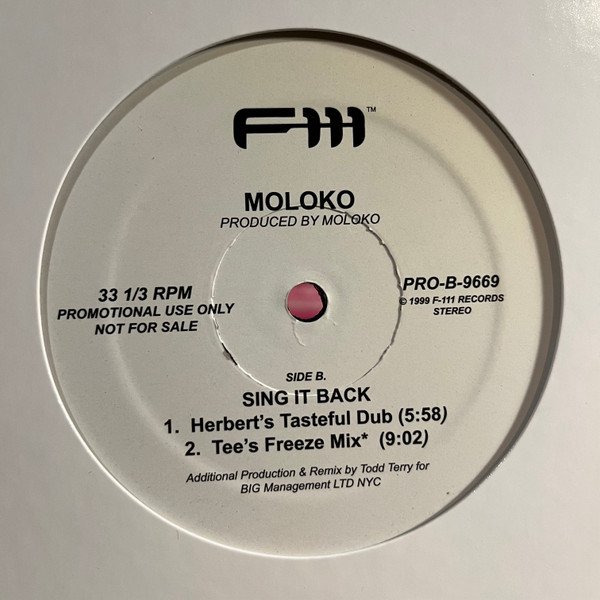 F-111™
MOLOKO
PRODUCED BY MOLOKO
33 1/3 RPM
PROMOTIONAL USE ONLY
NOT FOR SALE
PRO-B-9669
© 1999 F-111 RECORDS
STEREO
SIDE B.
SING IT BACK
1. Herbert's Tasteful Dub (5:58)
2. Tee's Freeze Mix* (9:02)
Additional Production & Remix by Todd Terry for
BIG Management LTD NYC